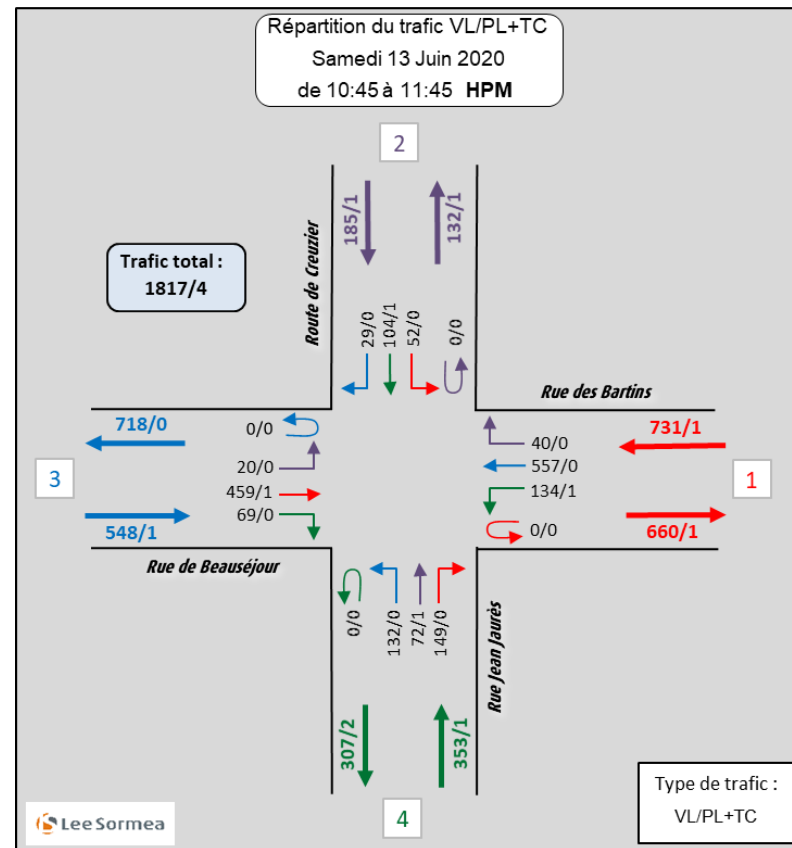 Répartition du trafic VL/PL+TC
Samedi 13 Juin 2020
de 10:45 à 11:45 HPM
2
185/1
132/1
Trafic total :
1817/4
Route de Creuzier
29/0
104/1
52/0
0/0
Rue des Bartins
718/0
0/0
20/0
459/1
69/0
3
548/1
40/0
557/0
134/1
0/0
731/1
1
660/1
Rue de Beauséjour
0/0
132/0
72/1
149/0
Rue Jean Jaurès
307/2
353/1
4
Type de trafic :
VL/PL+TC
Lee Sormea